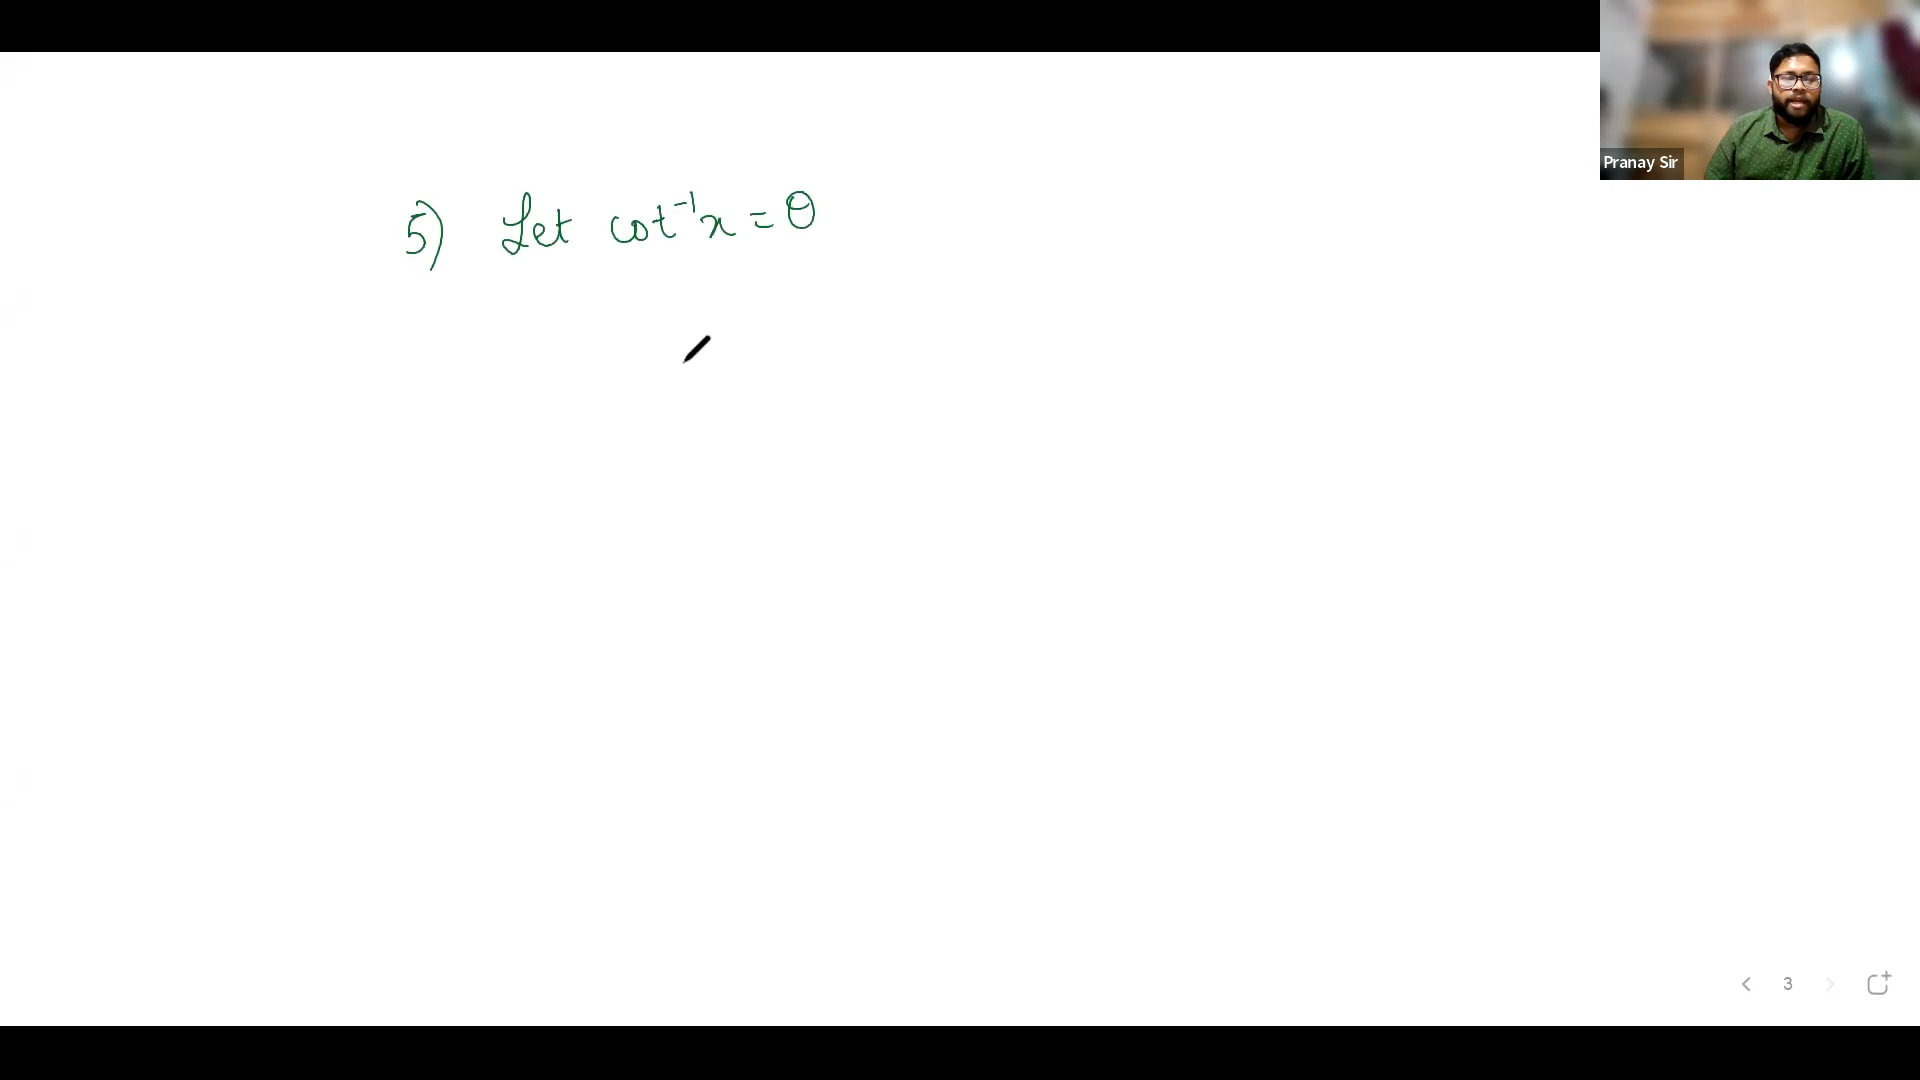 Pranay Sir
5) Let cot⁻¹x = θ
3